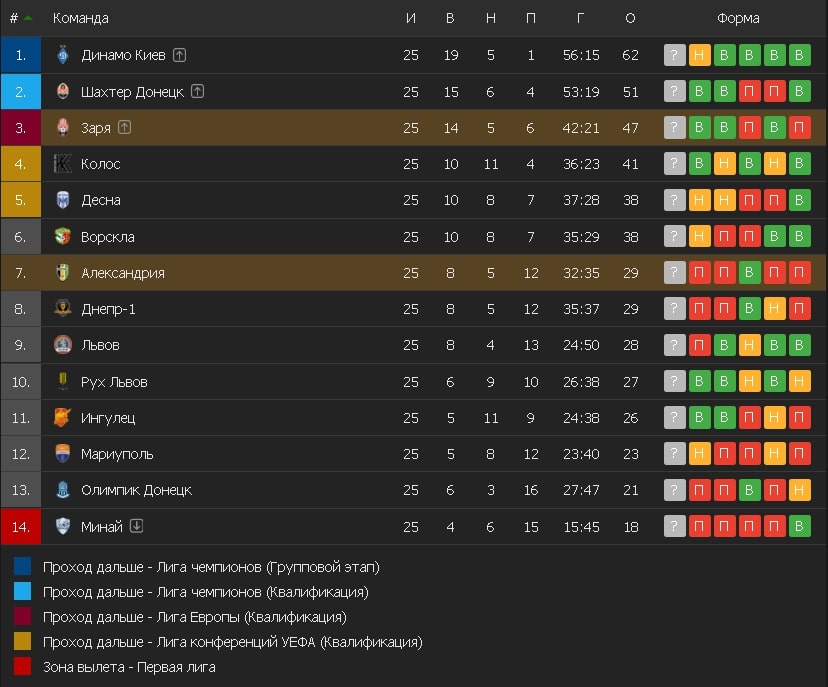 # Команда И В Н П Г О Форма
1. Динамо Киев 25 19 5 1 56:15 62 ? Н В В В В
2. Шахтер Донецк 25 15 6 4 53:19 51 ? В В П П В
3. Заря 25 14 5 6 42:21 47 ? В В П В П
4. Колос 25 10 11 4 36:23 41 ? В Н В Н В
5. Десна 25 10 8 7 37:28 38 ? Н Н П П В
6. Ворскла 25 10 8 7 35:29 38 ? Н П П В В
7. Александрия 25 8 5 12 32:35 29 ? П П В П П
8. Днепр-1 25 8 5 12 35:37 29 ? П П В Н П
9. Львов 25 8 4 13 24:50 28 ? П В Н В В
10. Рух Львов 25 6 9 10 26:38 27 ? В В Н В Н
11. Ингулец 25 5 11 9 24:38 26 ? В В П Н П
12. Мариуполь 25 5 8 12 23:40 23 ? Н П П Н П
13. Олимпик Донецк 25 6 3 16 27:47 21 ? П П В П Н
14. Минай 25 4 6 15 15:45 18 ? П П П П В
Проход дальше - Лига чемпионов (Групповой этап)
Проход дальше - Лига чемпионов (Квалификация)
Проход дальше - Лига Европы (Квалификация)
Проход дальше - Лига конференций УЕФА (Квалификация)
Зона вылета - Первая лига